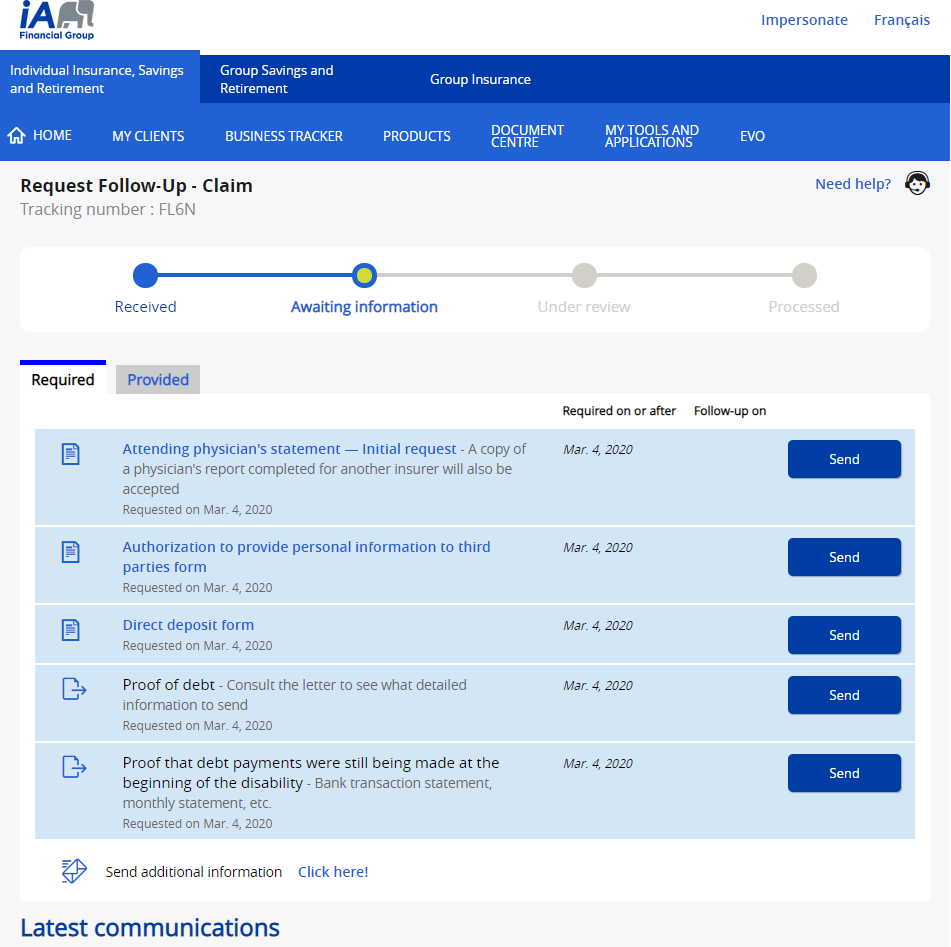 iA
Financial Group
Impersonate Français
Individual Insurance, Savings
and Retirement
Group Savings and
Retirement
Group Insurance
HOME
MY CLIENTS
BUSINESS TRACKER
PRODUCTS
DOCUMENT
CENTRE
MY TOOLS AND
APPLICATIONS
EVO
Request Follow-Up - Claim
Need help?
Tracking number : FL6N
Received
Awaiting information
Under review
Processed
Required
Provided
Required on or after
Follow-up on
Attending physician's statement — Initial request - A copy of
a physician's report completed for another insurer will also be
accepted
Requested on Mar. 4, 2020
Mar. 4, 2020
Send
Authorization to provide personal information to third
parties form
Requested on Mar. 4, 2020
Mar. 4, 2020
Send
Direct deposit form
Requested on Mar. 4, 2020
Mar. 4, 2020
Send
Proof of debt - Consult the letter to see what detailed
information to send
Requested on Mar. 4, 2020
Mar. 4, 2020
Send
Proof that debt payments were still being made at the
beginning of the disability - Bank transaction statement,
monthly statement, etc.
Requested on Mar. 4, 2020
Mar. 4, 2020
Send
Send additional information Click here!
Latest communications